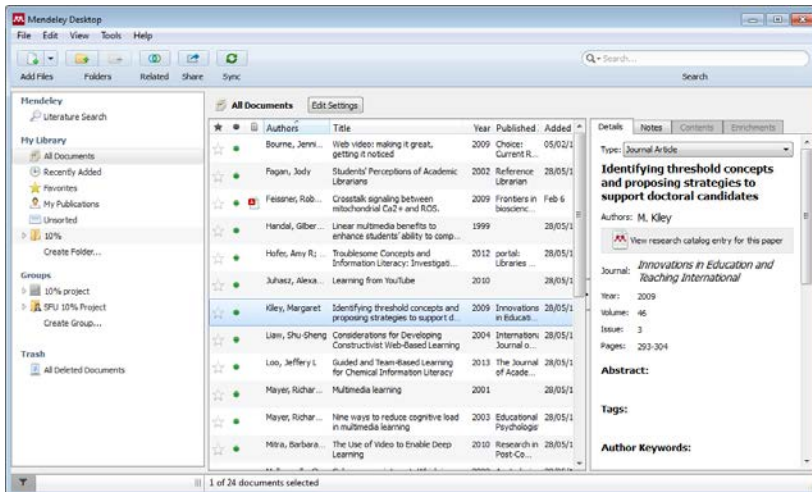 Mendeley Desktop
File Edit View Tools Help
Add Files Folders Related Share Sync
Search...
Search
Mendeley
Literature Search
My Library
All Documents
Recently Added
Favorites
My Publications
Unsorted
10%
Create Folder...
Groups
10% project
SFU 10% Project
Create Group...
Trash
All Deleted Documents
All Documents Edit Settings
Authors Title Year Published Added
Bourne, Jenni... Web video: making it great, 2009 Choice: 05/02/1
getting it noticed Current R...
Fagan, Jody Students' Perceptions of Academic 2002 Reference 28/05/1
Librarians Librarian
Feissner, Rob... Crosstalk signaling between 2009 Frontiers in Feb 6
mitochondrial Ca2+ and ROS. bioscienc...
Handal, Gilber... Linear multimedia benefits to 1999 28/05/1
enhance students' ability to comp...
Hofer, Amy R; ... Troublesome Concepts and 2012 portal: 28/05/1
Information Literacy: Investigati... Libraries ...
Juhasz, Alexa... Learning from YouTube 2010 28/05/1
Kiley, Margaret Identifying threshold concepts and 2009 Innovations 28/05/1
proposing strategies to support d... in Educati...
Liaw, Shu-Sheng Considerations for Developing 2004 Internationa 28/05/1
Constructivist Web-Based Learning Journal o...
Loo, Jeffery L Guided and Team-Based Learning 2013 The Journal 28/05/1
for Chemical Information Literacy of Acade...
Mayer, Richar... Multimedia learning 2001 28/05/1
Mayer, Richar... Nine ways to reduce cognitive load 2003 Educational 28/05/1
in multimedia learning Psychologist
Mitra, Barbara... The Use of Video to Enable Deep 2010 Research in 28/05/1
Learning Post-Co...
Details Notes Contents Enrichments
Type: Journal Article
Identifying threshold concepts
and proposing strategies to
support doctoral candidates
Authors: M. Kiley
View research catalog entry for this paper
Journal: Innovations in Education and
Teaching International
Year: 2009
Volume: 46
Issue: 3
Pages: 293-304
Abstract:
Tags:
Author Keywords:
1 of 24 documents selected